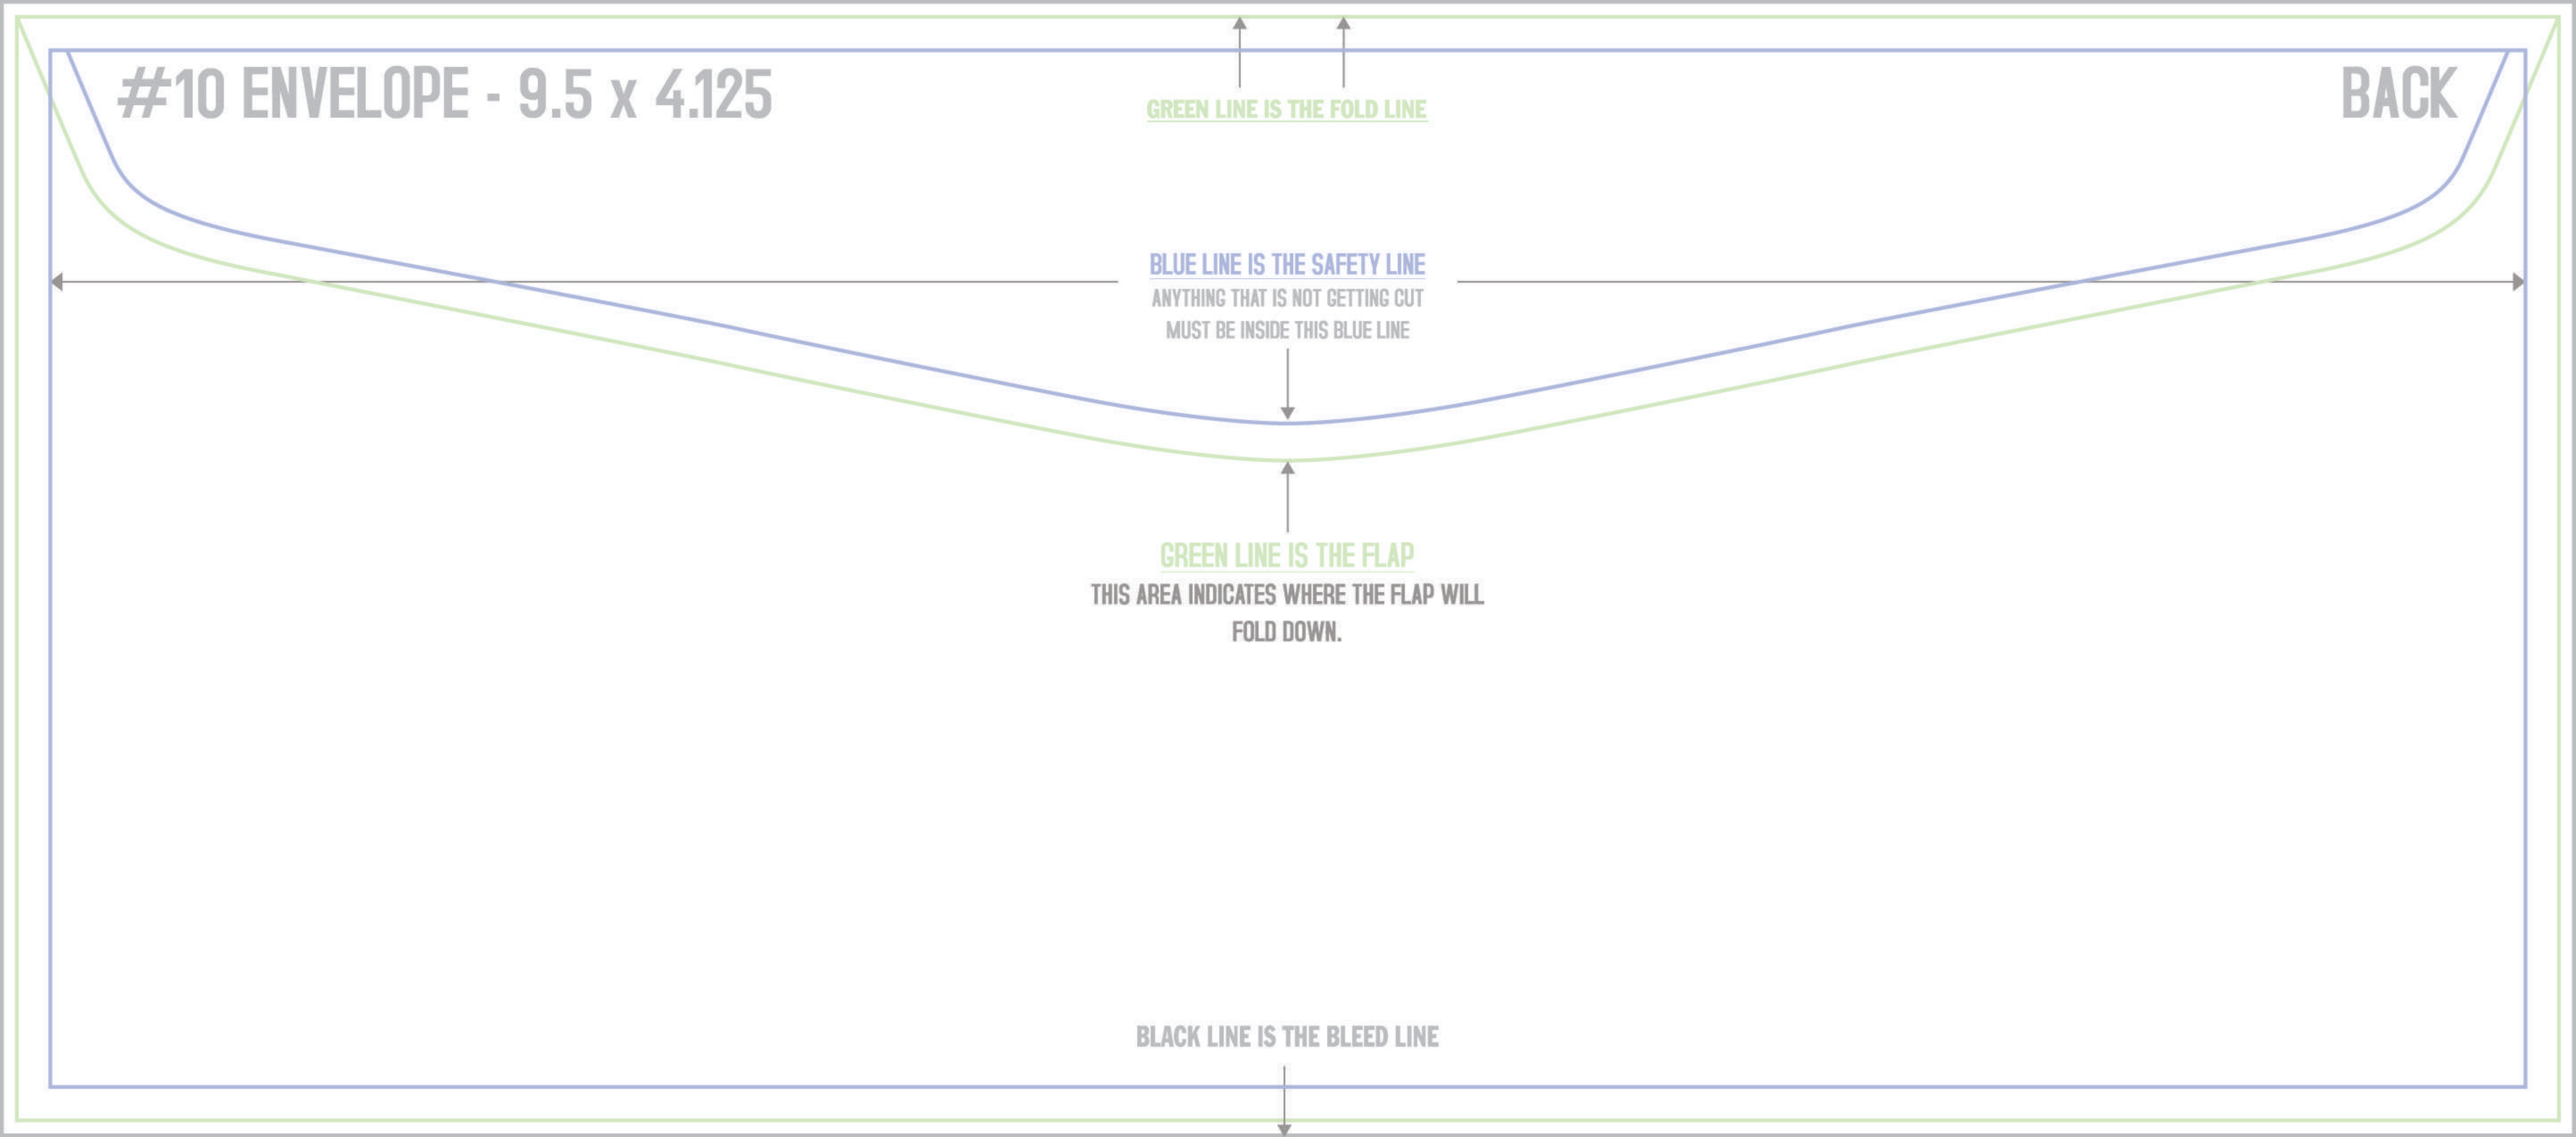 #10 ENVELOPE - 9.5 x 4.125
BACK
GREEN LINE IS THE FOLD LINE
BLUE LINE IS THE SAFETY LINE
ANYTHING THAT IS NOT GETTING CUT
MUST BE INSIDE THIS BLUE LINE
GREEN LINE IS THE FLAP
THIS AREA INDICATES WHERE THE FLAP WILL
FOLD DOWN.
BLACK LINE IS THE BLEED LINE